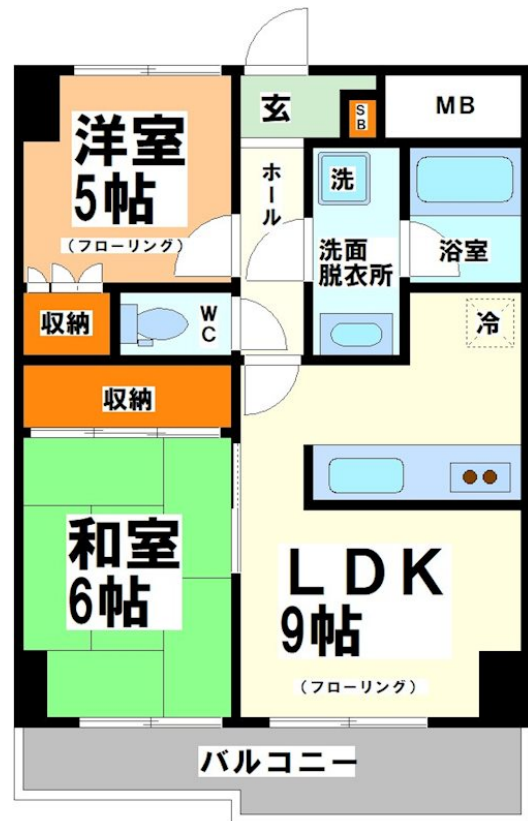 玄
SB
MB
洋室
5帖
(フローリング)
ホール
洗
洗面
脱衣所
浴室
収納
WC
冷
収納
和室
6帖
LDK
9帖
(フローリング)
バルコニー